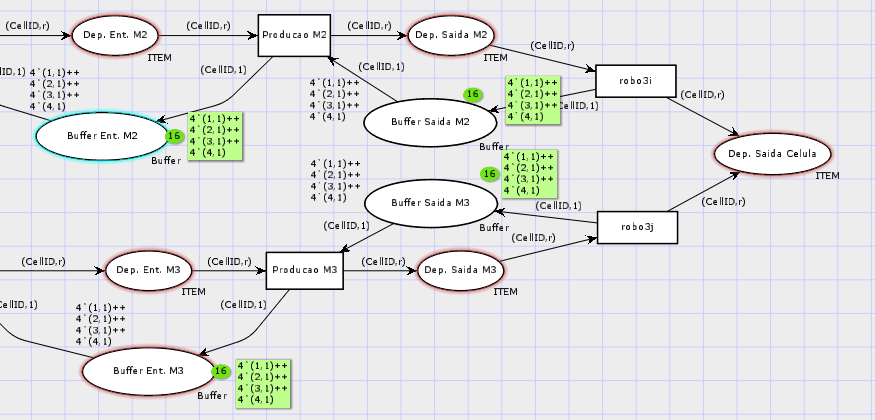 (CellID,r)
Dep. Ent. M2
ITEM
(CellID,r)
Producao M2
(CellID,r)
Dep. Saida M2
ITEM
(CellID,r)
robo3i
(CellID,r)
Dep. Saida Celula
ITEM
llID,1)
4`(1,1)++
4`(2,1)++
4`(3,1)++
4`(4,1)
(CellID,1)
Buffer Ent. M2
Buffer
16
4`(1,1)++
4`(2,1)++
4`(3,1)++
4`(4,1)
(CellID,1)
4`(1,1)++
4`(2,1)++
4`(3,1)++
4`(4,1)
Buffer Saida M2
Buffer
16
4`(1,1)++
4`(2,1)++
4`(3,1)++
4`(4,1)
CellID,1)
4`(1,1)++
4`(2,1)++
4`(3,1)++
4`(4,1)
Buffer Saida M3
Buffer
16
4`(1,1)++
4`(2,1)++
4`(3,1)++
4`(4,1)
(CellID,1)
robo3j
(CellID,r)
(CellID,1)
(CellID,r)
(CellID,r)
Dep. Ent. M3
ITEM
(CellID,r)
Producao M3
(CellID,r)
Dep. Saida M3
ITEM
CellID,1)
4`(1,1)++
4`(2,1)++
4`(3,1)++
4`(4,1)
(CellID,1)
Buffer Ent. M3
Buffer
16
4`(1,1)++
4`(2,1)++
4`(3,1)++
4`(4,1)